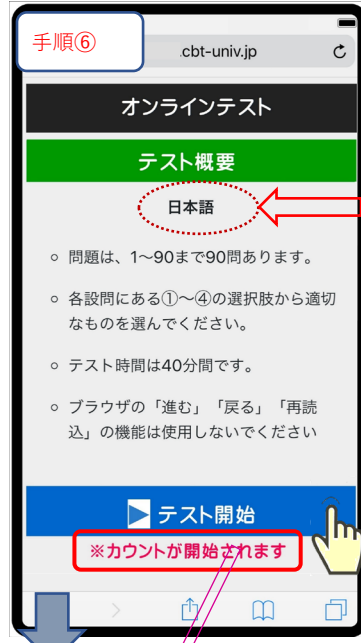 手順⑥
.cbt-univ.jp
オンラインテスト
テスト概要
日本語
問題は、1～90まで90問あります。
各設問にある①～④の選択肢から適切
なものを選んでください。
テスト時間は40分間です。
ブラウザの「進む」「戻る」「再読
込」の機能は使用しないでください
テスト開始
※カウントが開始されます